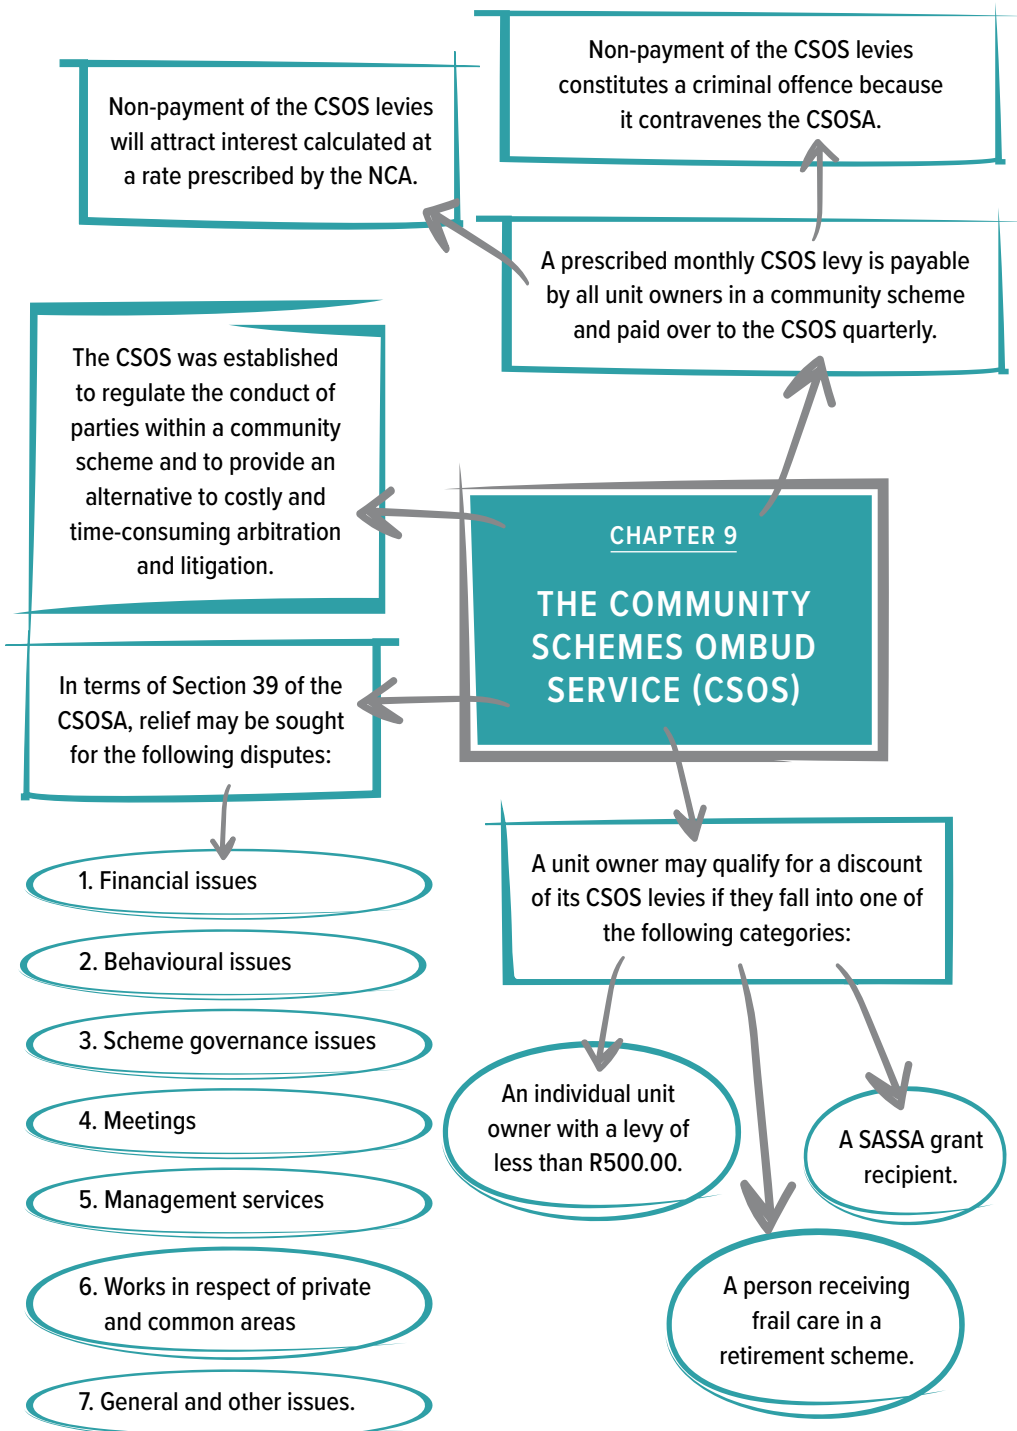 Non-payment of the CSOS levies
constitutes a criminal offence because
it contravenes the CSOSA.
Non-payment of the CSOS levies
will attract interest calculated at
a rate prescribed by the NCA.
A prescribed monthly CSOS levy is payable
by all unit owners in a community scheme
and paid over to the CSOS quarterly.
The CSOS was established
to regulate the conduct of
parties within a community
scheme and to provide an
alternative to costly and
time-consuming arbitration
and litigation.
CHAPTER 9
THE COMMUNITY
SCHEMES OMBUD
SERVICE (CSOS)
In terms of Section 39 of the
CSOSA, relief may be sought
for the following disputes:
1. Financial issues
2. Behavioural issues
3. Scheme governance issues
4. Meetings
5. Management services
6. Works in respect of private
and common areas
7. General and other issues.
A unit owner may qualify for a discount
of its CSOS levies if they fall into one of
the following categories:
An individual unit
owner with a levy of
less than R500.00.
A SASSA grant
recipient.
A person receiving
frail care in a
retirement scheme.